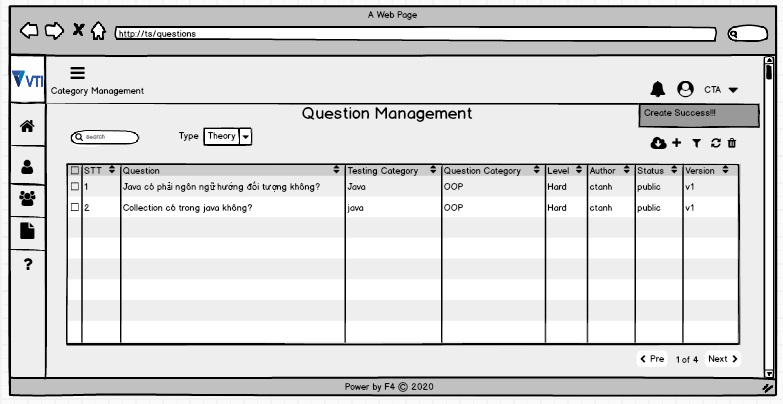 A Web Page
http://ts/questions
VTI
Category Management
CTA
Question Management
Create Success!!!
search
Type Theory
STT Question Testing Category Question Category Level Author Status Version
1 Java có phải ngôn ngữ hướng đối tượng không? Java OOP Hard ctanh public v1
2 Collection có trong java không? java OOP Hard ctanh public v1
?
Pre 1 of 4 Next
Power by F4 © 2020